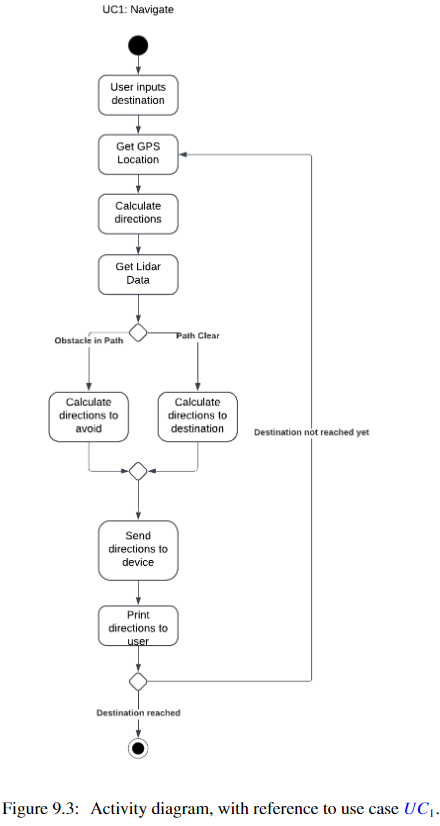 UC1: Navigate
User inputs
destination
Get GPS
Location
Calculate
directions
Get Lidar
Data
Obstacle in Path
Path Clear
Calculate
directions to
avoid
Calculate
directions to
destination
Destination not reached yet
Send
directions to
device
Print
directions to
user
Destination reached
Figure 9.3: Activity diagram, with reference to use case UC₁.